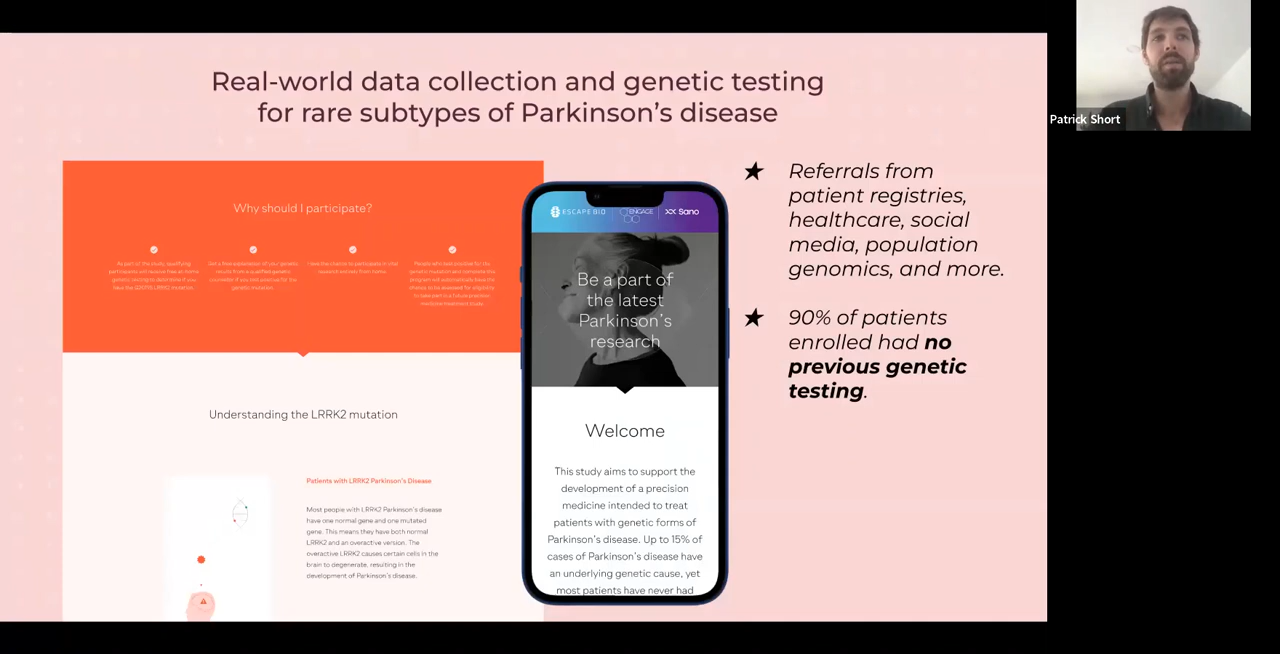 Real-world data collection and genetic testing
for rare subtypes of Parkinson's disease
Patrick Short
Why should I participate?
Understanding the LRRK2 mutation
Patients with LRRK2 Parkinson's Disease
Most people with LRRK2 Parkinson's disease
have one normal gene and one mutated
gene. This means they have both normal
LRRK2 and an overactive version. The
overactive LRRK2 causes certain cells in the
brain to degenerate, resulting in the
development of Parkinson's disease.
ESCAPE BIO
ENGAGE
Sano
Be a part of
the latest
Parkinson's
research
Welcome
This study aims to support the
development of a precision
medicine intended to treat
patients with genetic forms of
Parkinson's disease. Up to 15% of
cases of Parkinson's disease have
an underlying genetic cause, yet
most patients have never had
★ Referrals from
patient registries,
healthcare, social
media, population
genomics, and more.
★ 90% of patients
enrolled had no
previous genetic
testing.